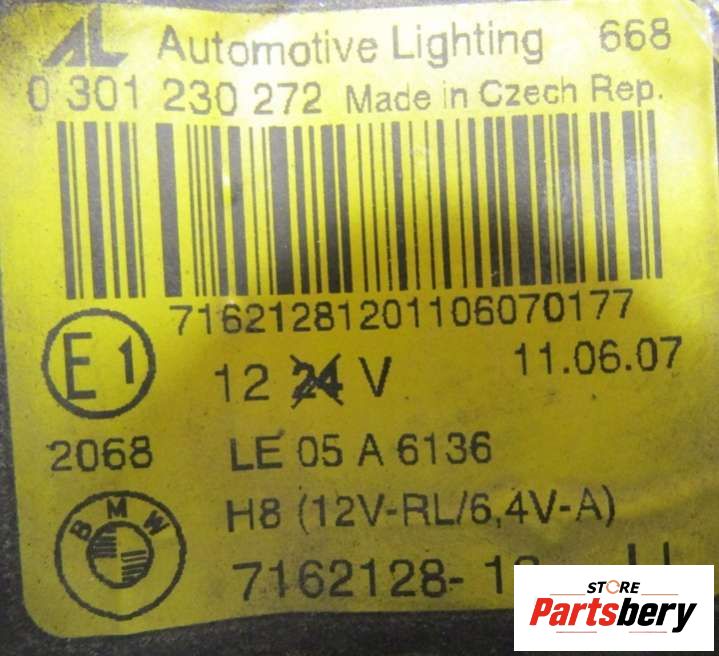 AL Automotive Lighting 668
0 301 230 272 Made in Czech Rep.
71621281201106070177
E1 12 24 V 11.06.07
2068 LE 05 A 6136
BMW H8 (12V-RL/6,4V-A)
7162128-
STORE
Partsbery